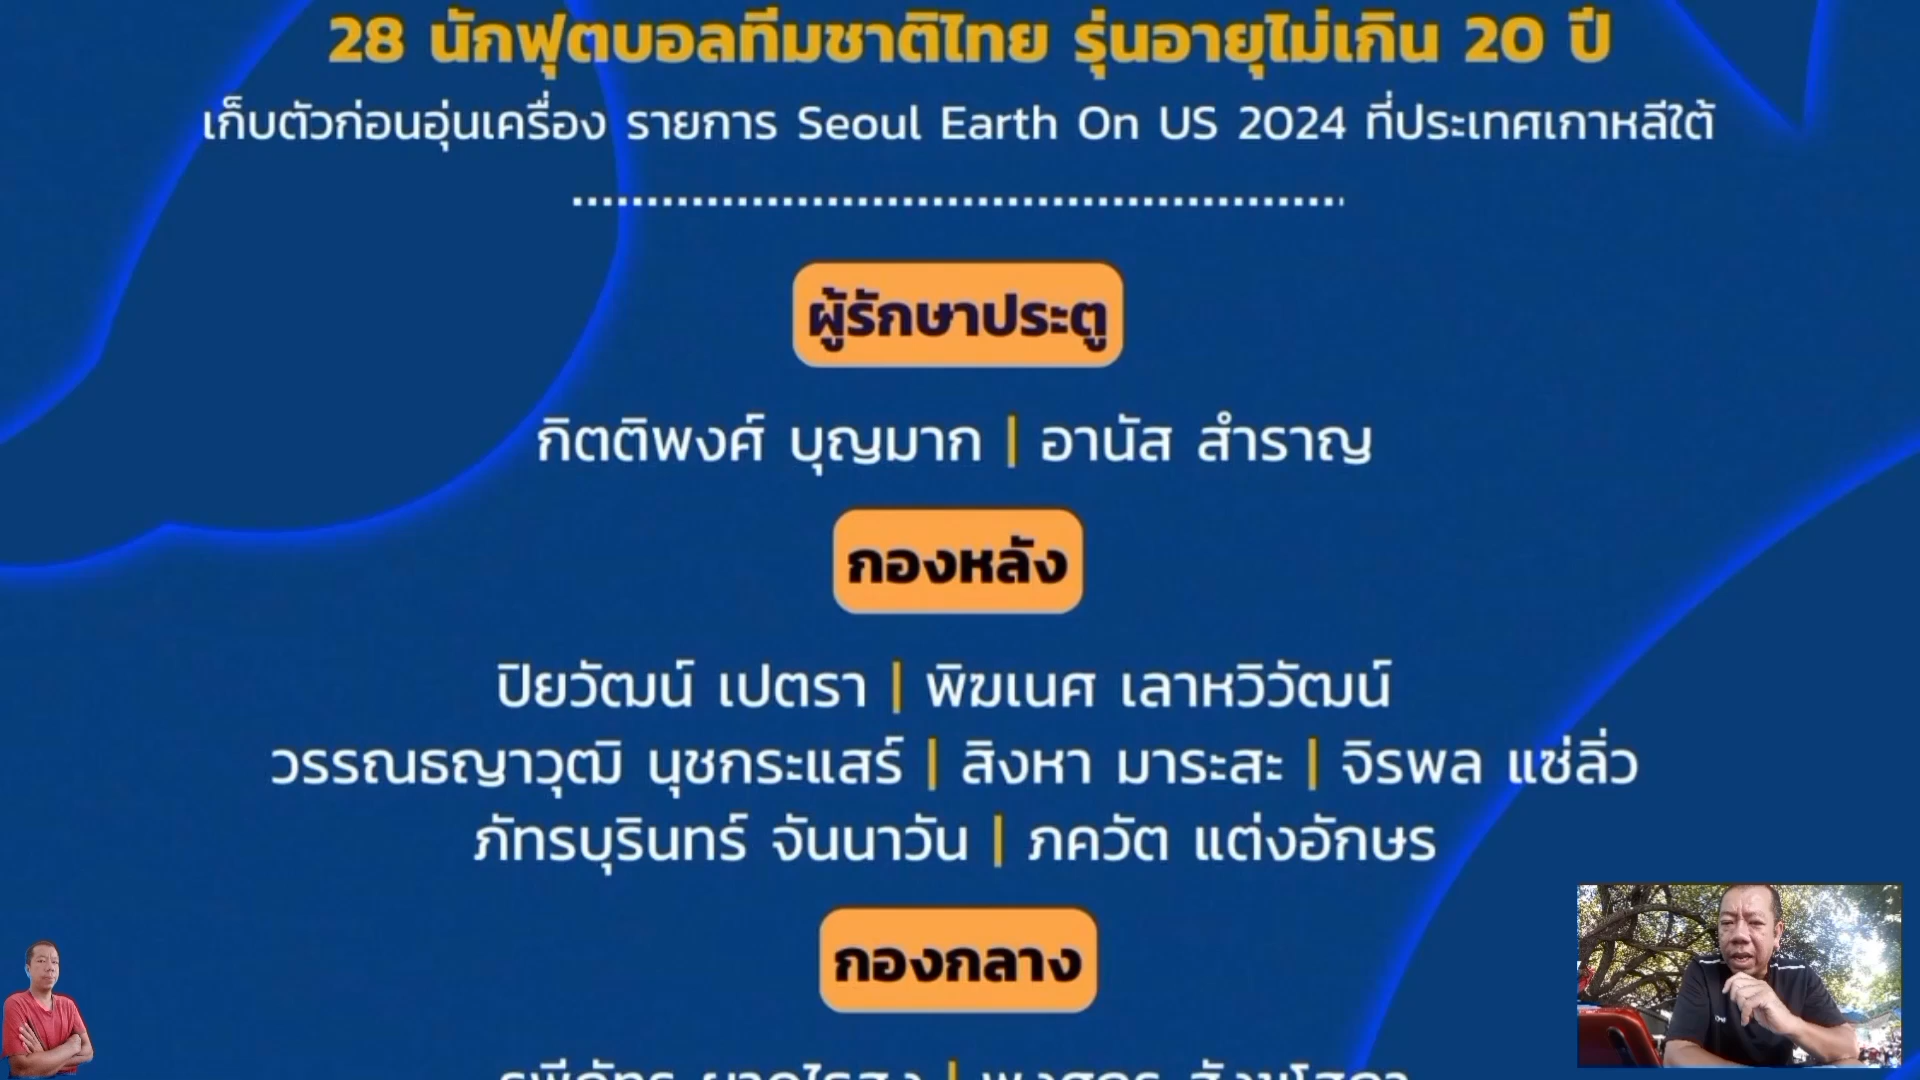 28 นักฟุตบอลทีมชาติไทย รุ่นอายุไม่เกิน 20 ปี
เก็บตัวก่อนอุ่นเครื่อง รายการ Seoul Earth On US 2024 ที่ประเทศเกาหลีใต้
ผู้รักษาประตู
กิตติพงศ์ บุญมาก | อานัส สำราญ
กองหลัง
ปิยวัฒน์ เปตรา | พิฆเนศ เลาหวิวัฒน์
วรรณธญาวุฒิ นุชกระแสร์ | สิงหา มาระสะ | จิรพล แซ่ลิ่ว
ภัทรบุรินทร์ จันนาวัน | ภควัต แต่งอักษร
กองกลาง